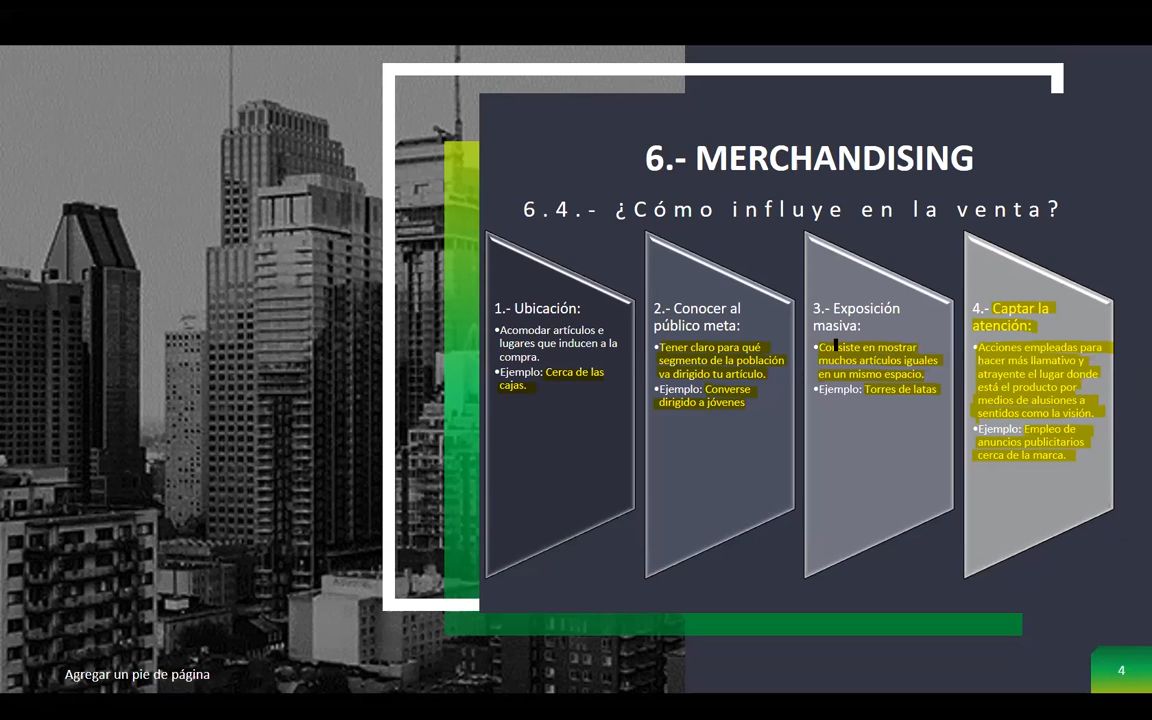 6.- MERCHANDISING
6.4.- ¿Cómo influye en la venta?
1.- Ubicación:
•Acomodar artículos e
lugares que inducen a la
compra.
•Ejemplo: Cerca de las
cajas.
2.- Conocer al
público meta:
•Tener claro para qué
segmento de la población
va dirigido tu artículo.
•Ejemplo: Converse
dirigido a jóvenes
3.- Exposición
masiva:
•Consiste en mostrar
muchos artículos iguales
en un mismo espacio.
•Ejemplo: Torres de latas
4.- Captar la
atención:
•Acciones empleadas para
hacer más llamativo y
atrayente el lugar donde
está el producto por
medios de alusiones a
sentidos como la visión.
•Ejemplo: Empleo de
anuncios publicitarios
cerca de la marca.
Agregar un pie de página
4